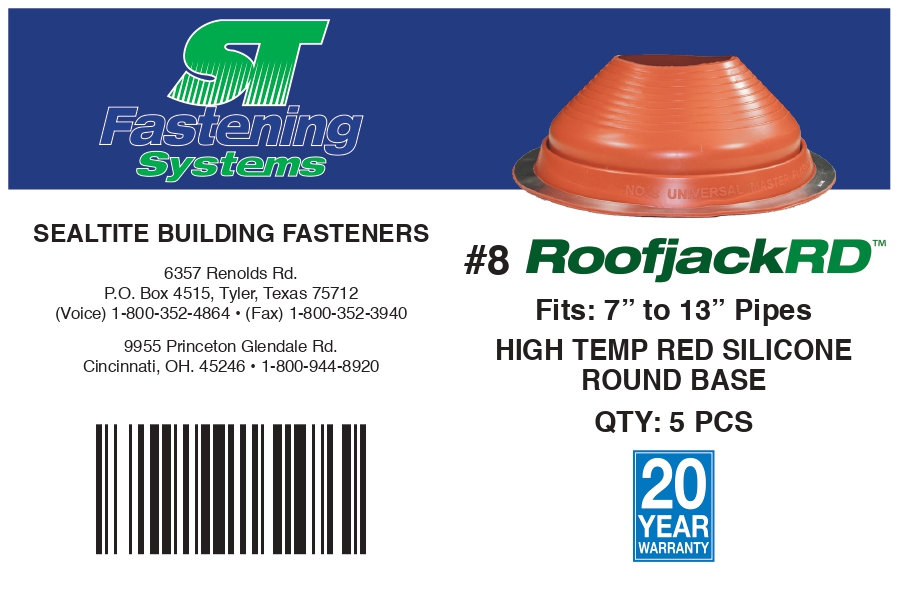 ST
Fastening
Systems
SEALTITE BUILDING FASTENERS
6357 Renolds Rd.
P.O. Box 4515, Tyler, Texas 75712
(Voice) 1-800-352-4864 • (Fax) 1-800-352-3940
9955 Princeton Glendale Rd.
Cincinnati, OH. 45246 • 1-800-944-8920
UNIVERSAL MASTER
#8 RoofjackRD™
Fits: 7” to 13” Pipes
HIGH TEMP RED SILICONE
ROUND BASE
QTY: 5 PCS
20
YEAR
WARRANTY